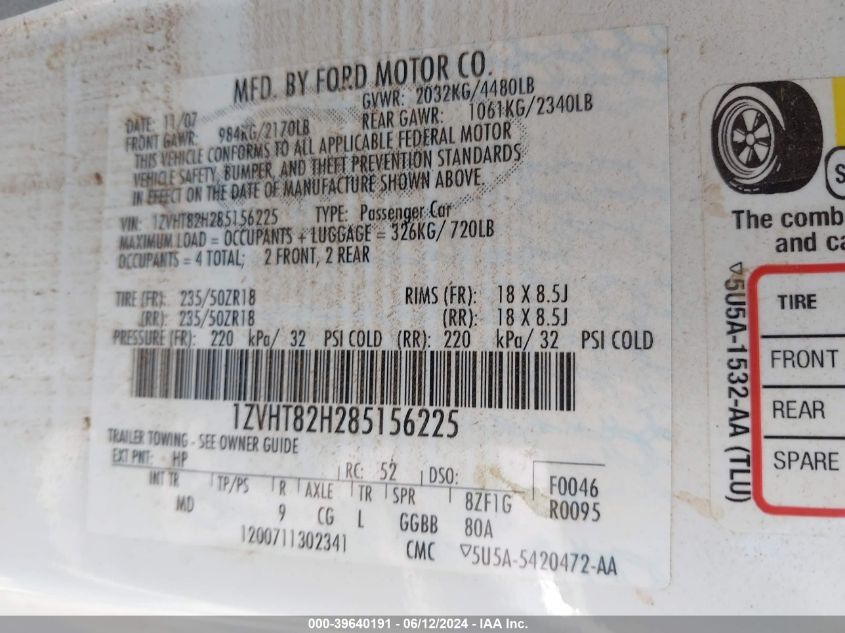 MFD. BY FORD MOTOR CO.
DATE: 11/07 GVWR: 2032KG/4480LB
FRONT GAWR: 984KG/2170LB REAR GAWR: 1061KG/2340LB
THIS VEHICLE CONFORMS TO ALL APPLICABLE FEDERAL MOTOR
VEHICLE SAFETY, BUMPER, AND THEFT PREVENTION STANDARDS
IN EFFECT ON THE DATE OF MANUFACTURE SHOWN ABOVE
VIN: 1ZVHT82H285156225 TYPE: Passenger Car
MAXIMUM LOAD = OCCUPANTS + LUGGAGE = 326KG/720LB
OCCUPANTS = 4 TOTAL; 2 FRONT, 2 REAR
TIRE (FR): 235/50ZR18 RIMS (FR): 18 X 8.5J
(RR): 235/50ZR18 (RR): 18 X 8.5J
PRESSURE (FR): 220 kPa/ 32 PSI COLD (RR): 220 kPa/ 32 PSI COLD
1ZVHT82H285156225
TRAILER TOWING - SEE OWNER GUIDE
EXT PNT: HP RC: 52 DSO: F0046
INT TR TP/PS R AXLE TR SPR 8ZF1G R0095
MD 9 CG L GGBB 80A
1200711302341 CMC ▽5U5A-5420472-AA
S
The comb
and ca
▽5U5A-1532-AA (TLU)
TIRE
FRONT
REAR
SPARE
000-39640191 - 06/12/2024 - IAA Inc.